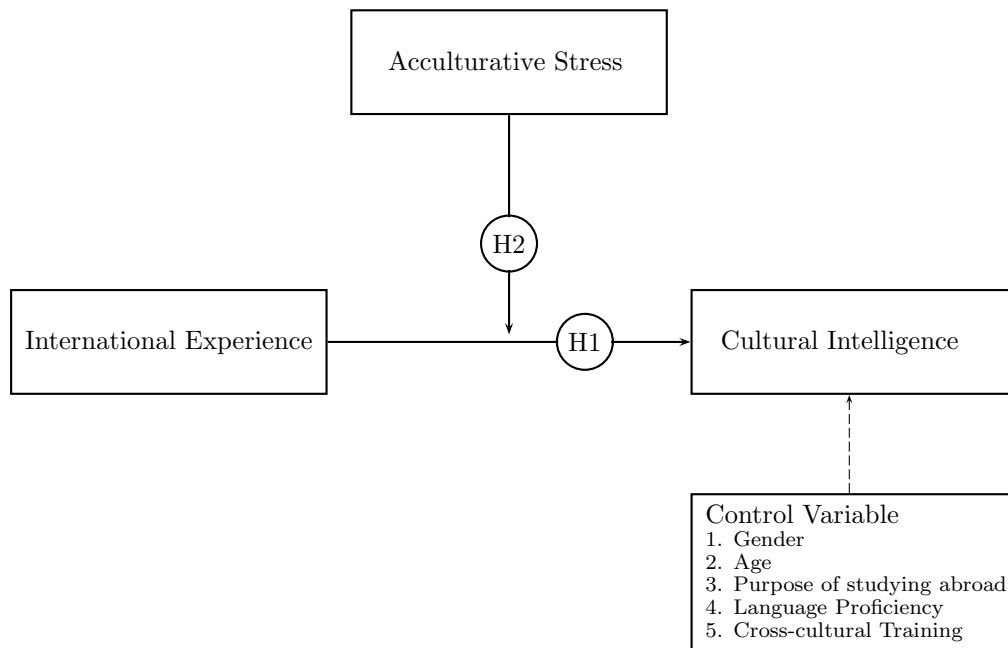 Acculturative Stress
H2
International Experience
H1
Cultural Intelligence
Control Variable
1. Gender
2. Age
3. Purpose of studying abroad
4. Language Proficiency
5. Cross-cultural Training